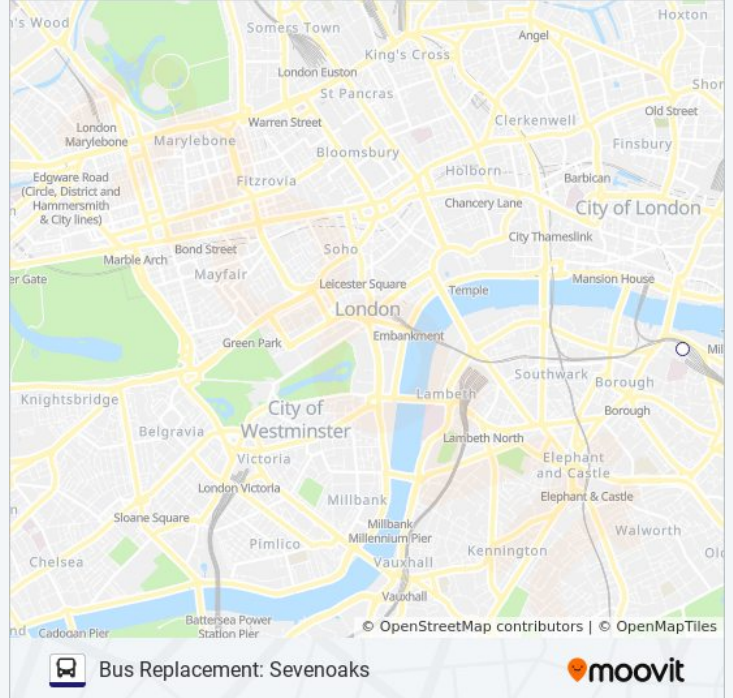 's Wood
Somers Town
Hoxton
Angel
King's Cross
London Euston
St Pancras
Shor
Old Street
Warren Street
Clerkenwell
London
Marylebone
Marylebone
Finsbury
Bloomsbury
Holborn
Barbican
Edgware Road
(Circle, District and
Hammersmith
& City lines)
Fitzrovia
Chancery Lane
City of London
City Thameslink
Soho
Bond Street
Marble Arch
Mayfair
er Gate
Leicester Square
Mansion House
Temple
London
Embankment
Green Park
Mil
Southwark
Borough
Lambeth
Knightsbridge
City of
Westminster
Borough
Belgravia
Lambeth North
Victoria
Elephant
and Castle
London Victoria
Elephant & Castle
Millbank
Sloane Square
Millbank
Millennium Pier
Walworth
Pimlico
Kennington
Chelsea
Vauxhall
Vauxhall
Battersea Power
Station Pier
nd
Cadogan Pier
© OpenStreetMap contributors | © OpenMapTiles
Bus Replacement: Sevenoaks
moovit